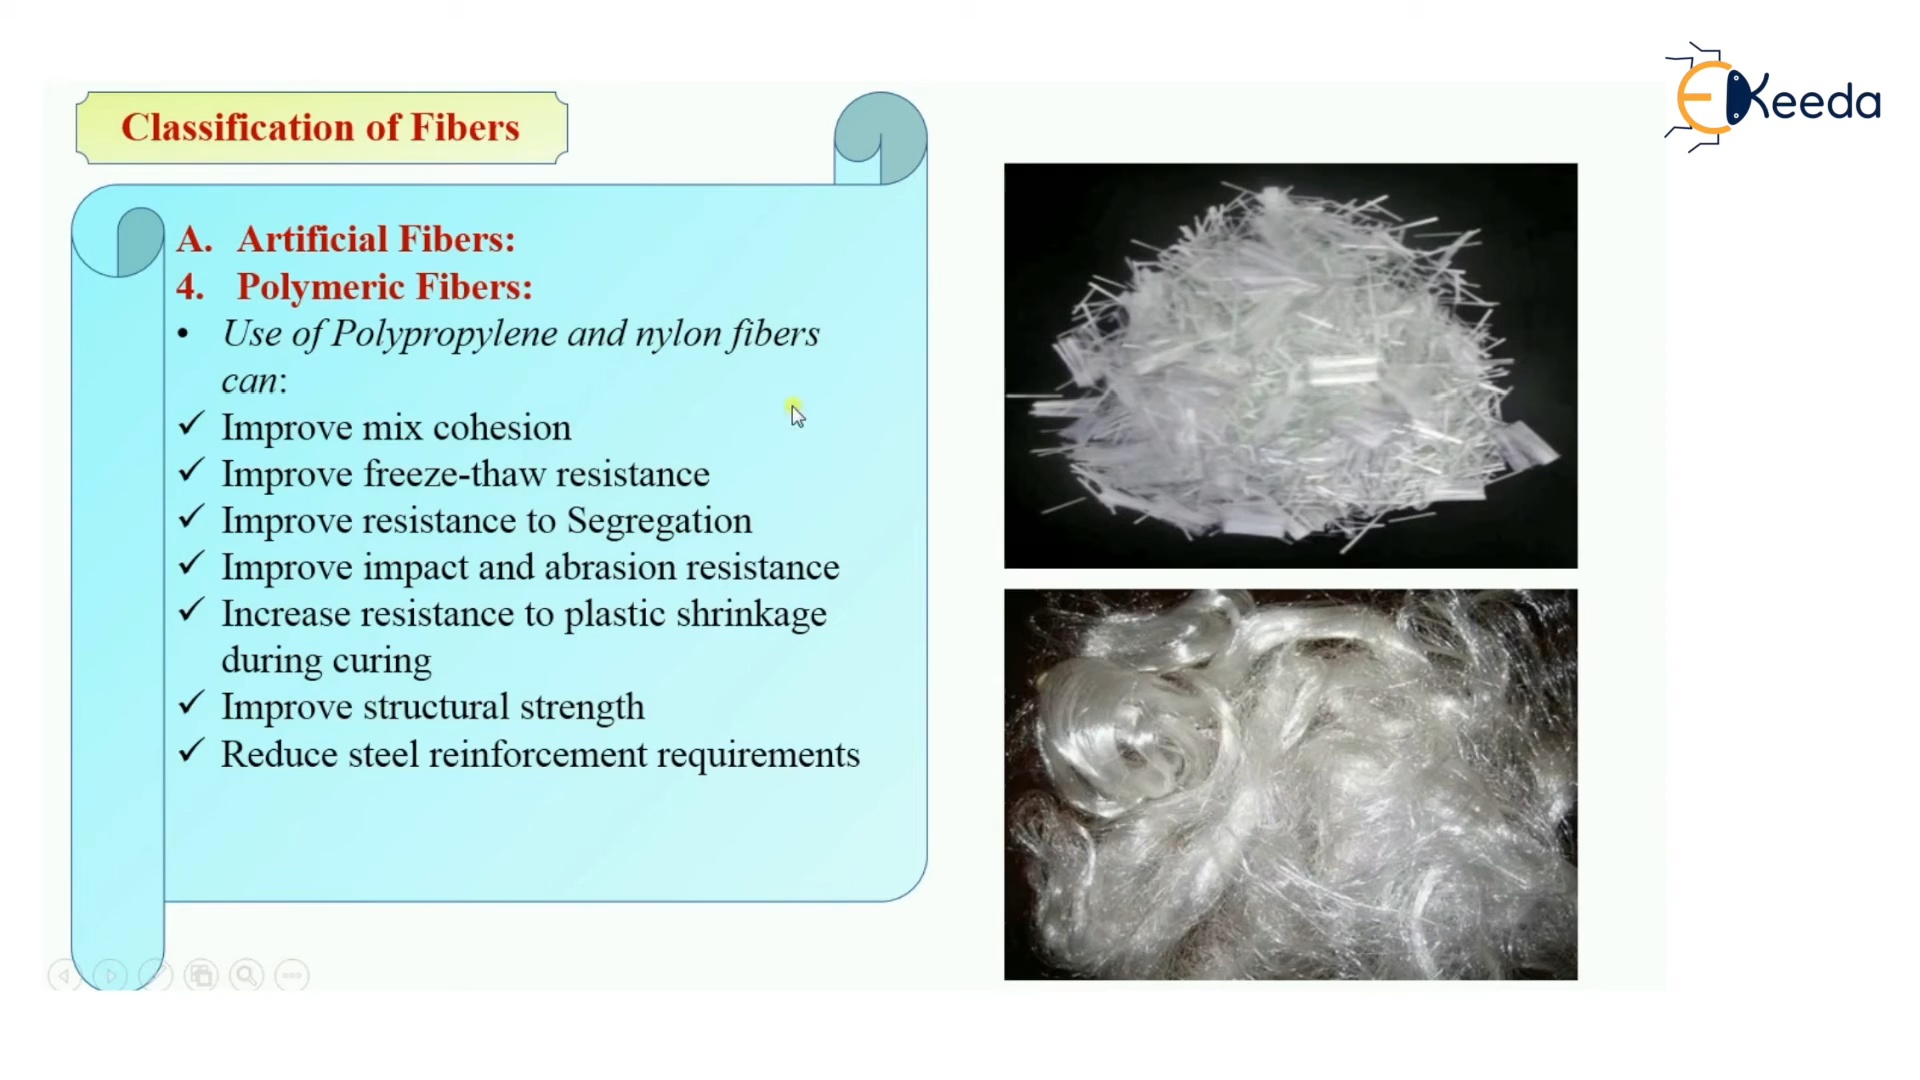 Classification of Fibers
EKeeda
A. Artificial Fibers:
4. Polymeric Fibers:
• Use of Polypropylene and nylon fibers
can:
✓ Improve mix cohesion
✓ Improve freeze-thaw resistance
✓ Improve resistance to Segregation
✓ Improve impact and abrasion resistance
✓ Increase resistance to plastic shrinkage
during curing
✓ Improve structural strength
✓ Reduce steel reinforcement requirements